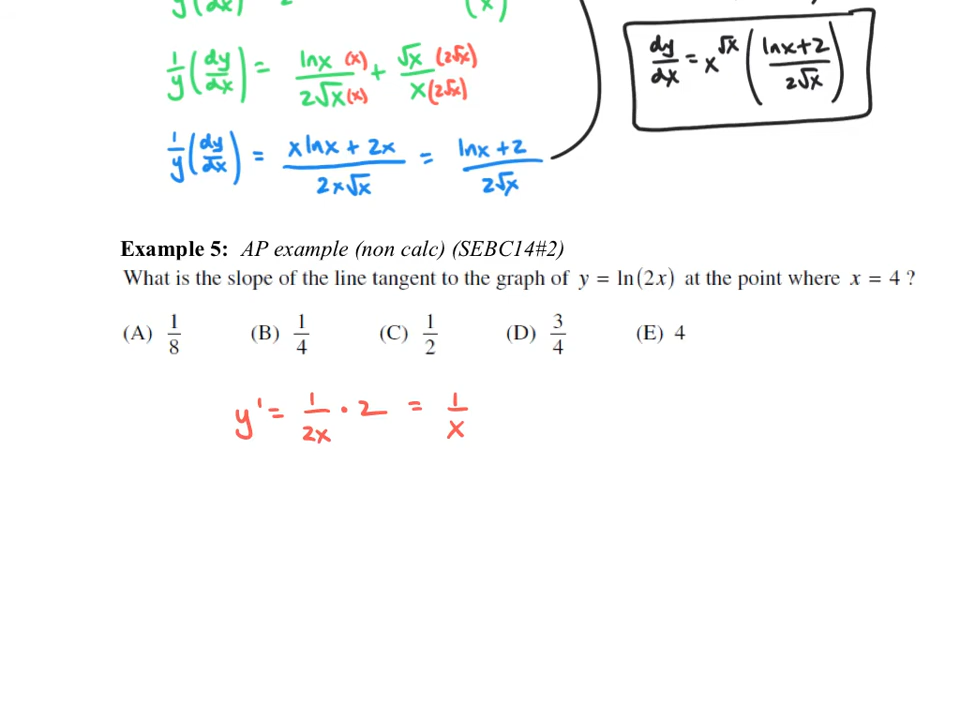 y(dx) (x)
1/y (dy/dx) = lnx (x) / 2√x(x) + √x (2√x) / x(2√x)
dy/dx = x^√x ( lnx+2 / 2√x )
1/y (dy/dx) = xlnx + 2x / 2x√x = lnx+2 / 2√x
Example 5: AP example (non calc) (SEBC14#2)
What is the slope of the line tangent to the graph of y = ln(2x) at the point where x = 4 ?
(A) 1/8 (B) 1/4 (C) 1/2 (D) 3/4 (E) 4
y' = 1/2x · 2 = 1/x